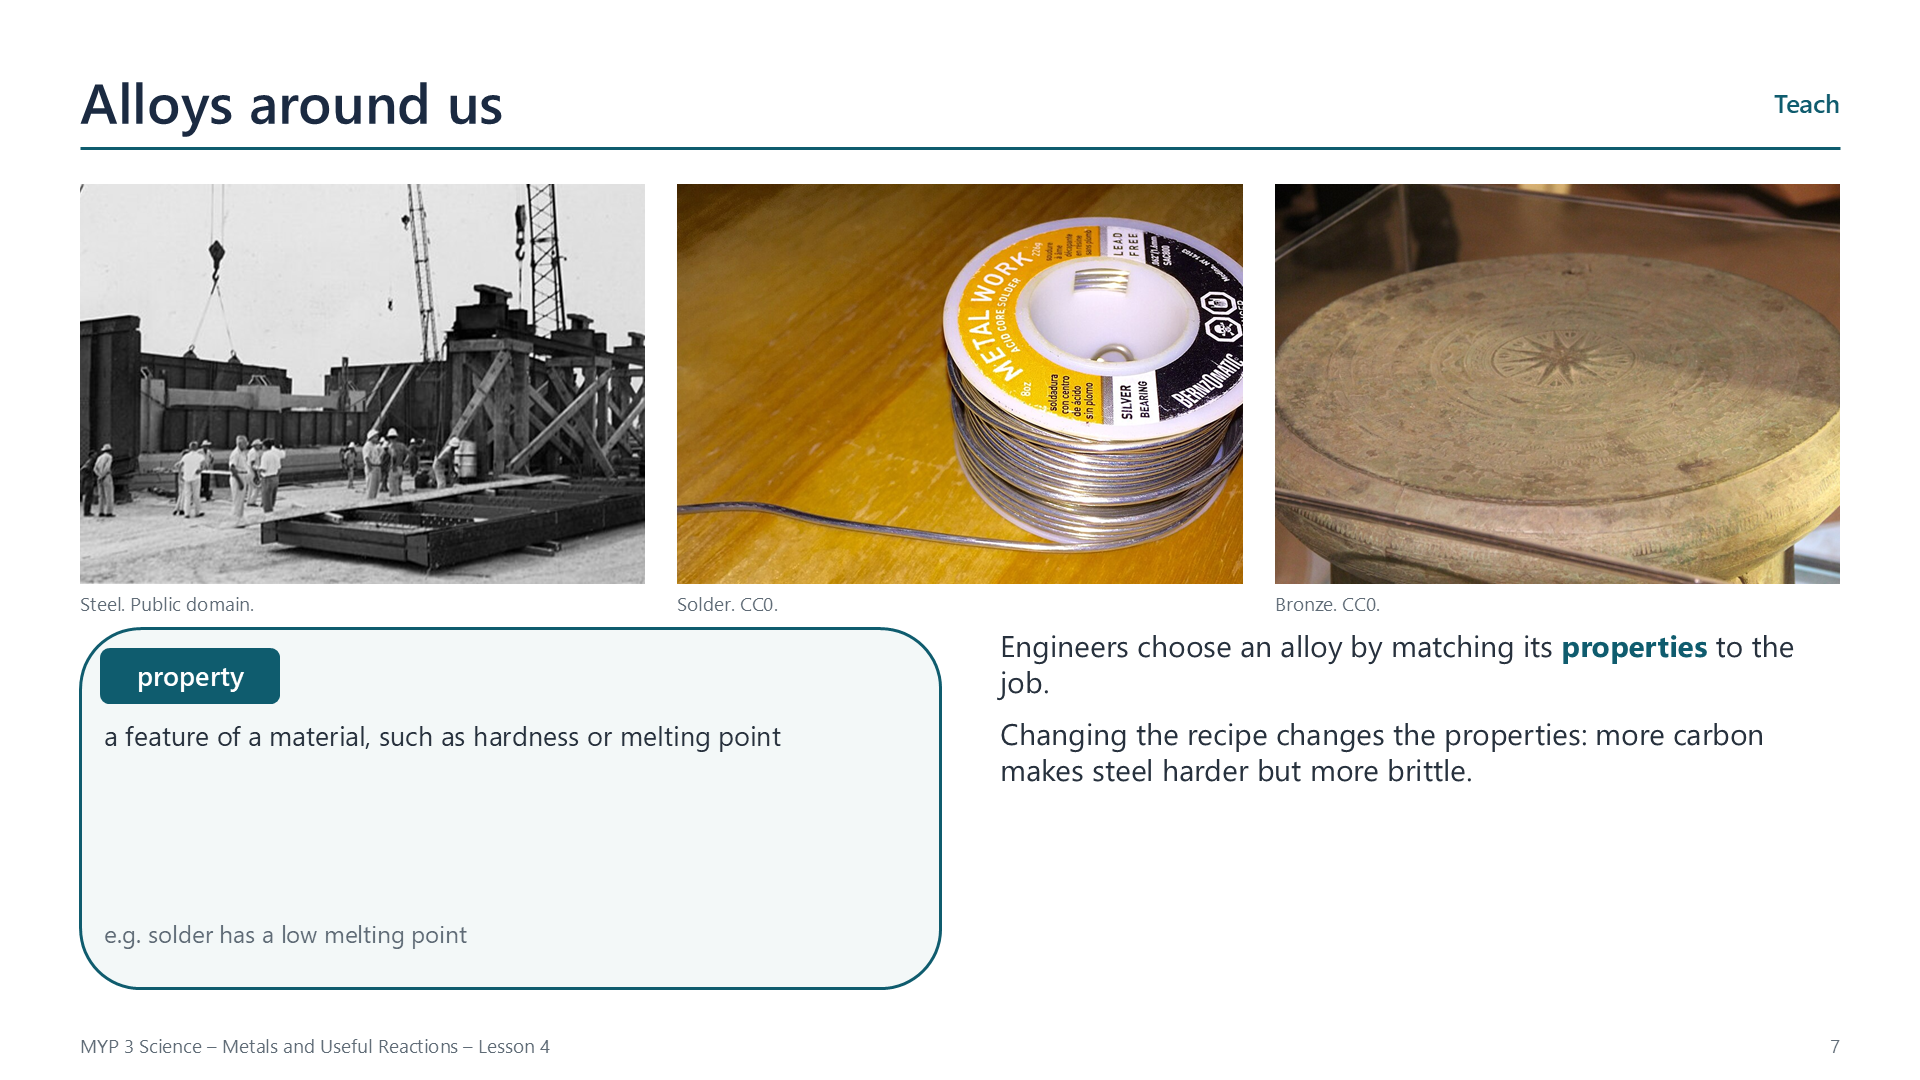 Alloys around us
Teach
METAL WORK
ACID CORE SOLDER
8oz
226g
soldadura
con centro
de ácido
sin plomo
LEAD
FREE
SILVER
BEARING
BERNZOMATIC
Steel. Public domain.
Solder. CC0.
Bronze. CC0.
property
a feature of a material, such as hardness or melting point
e.g. solder has a low melting point
Engineers choose an alloy by matching its properties to the
job.
Changing the recipe changes the properties: more carbon
makes steel harder but more brittle.
MYP 3 Science – Metals and Useful Reactions – Lesson 4
7